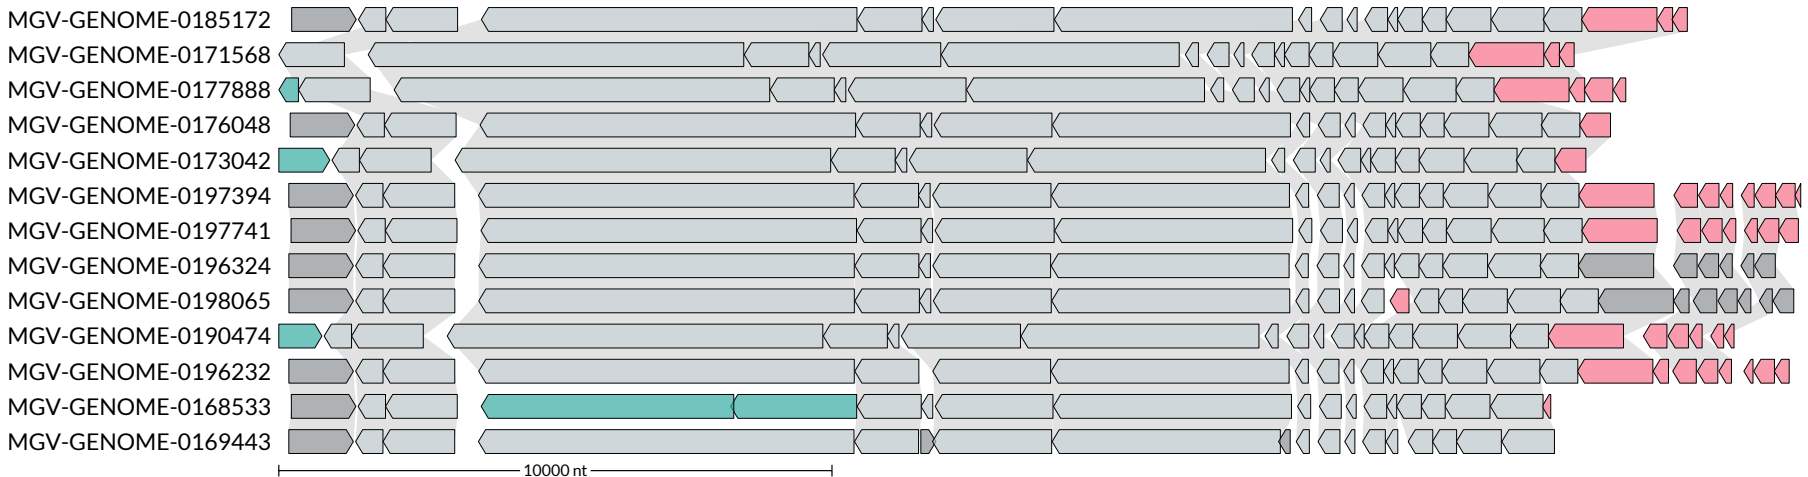 MGV-GENOME-0185172
MGV-GENOME-0171568
MGV-GENOME-0177888
MGV-GENOME-0176048
MGV-GENOME-0173042
MGV-GENOME-0197394
MGV-GENOME-0197741
MGV-GENOME-0196324
MGV-GENOME-0198065
MGV-GENOME-0190474
MGV-GENOME-0196232
MGV-GENOME-0168533
MGV-GENOME-0169443
10000 nt